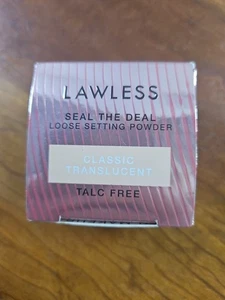 LAWLESS
SEAL THE DEAL
LOOSE SETTING POWDER
CLASSIC
TRANSLUCENT
TALC FREE